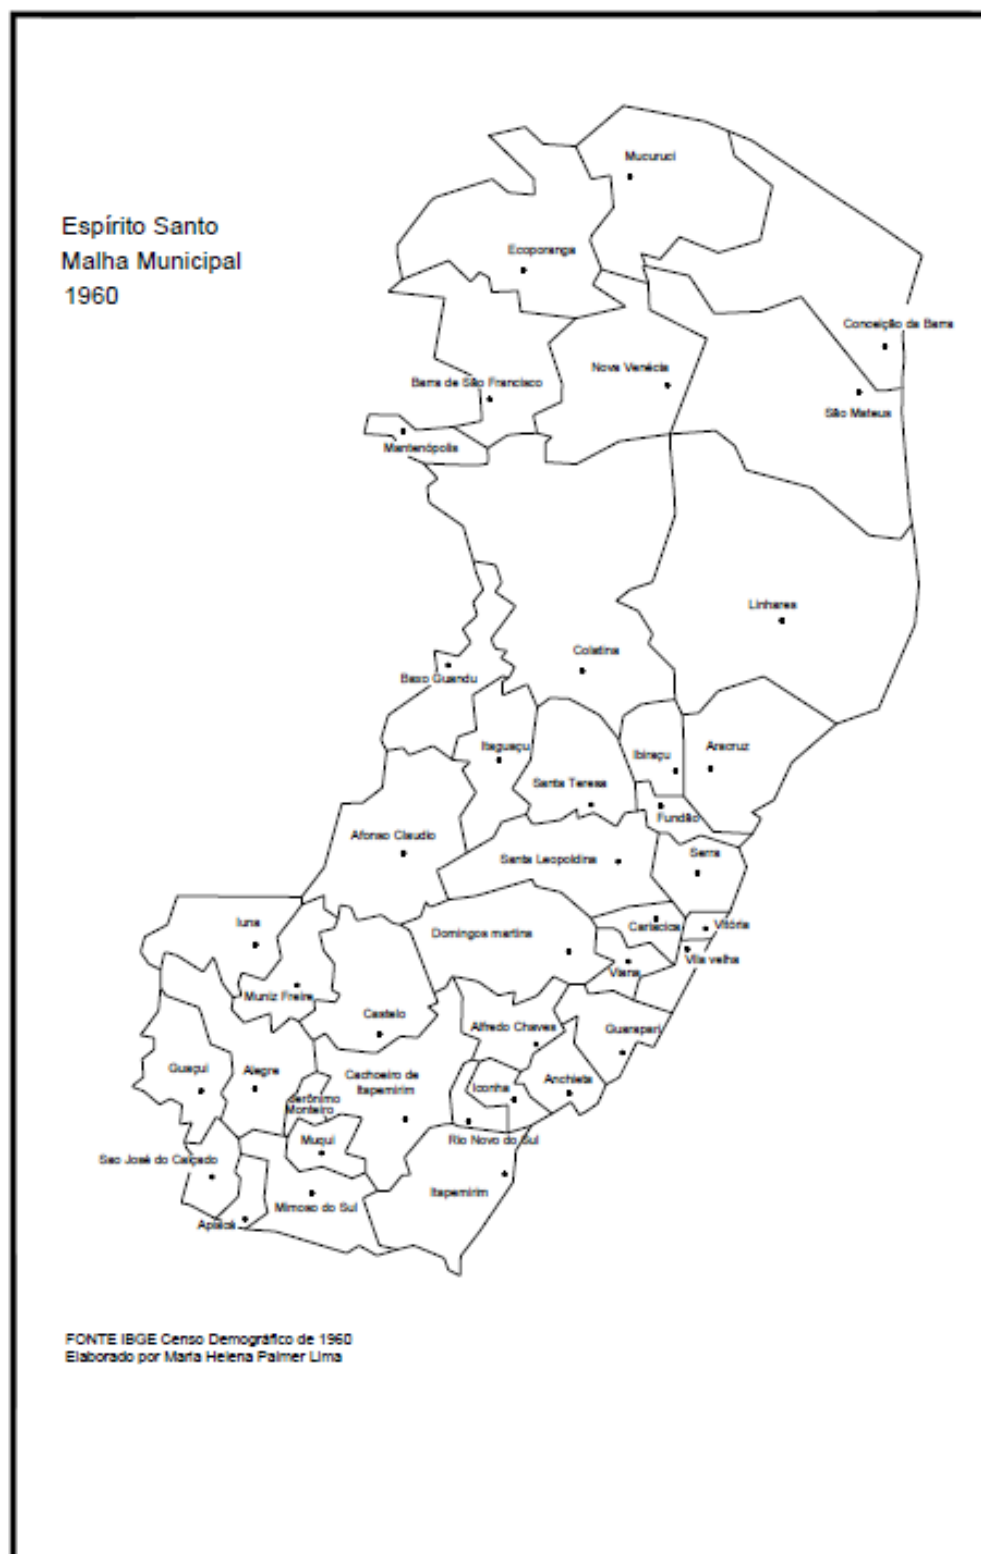 Mucuruci
Espírito Santo
Malha Municipal
1960
Ecoporanga
Conceição da Barra
Nova Venécia
Barra de São Francisco
São Mateus
Mantenópolis
Linhares
Colatina
Baxo Guandu
Itaguaçu
Ibiraçu
Aracruz
Santa Teresa
Fundão
Afonso Claudio
Serra
Santa Leopoldina
Iuna
Domingos martins
Cariacica
Vitória
Vila velha
Viana
Muniz Freire
Castelo
Alfredo Chaves
Guarapari
Guaçui
Alegre
Cachoeiro de
Itapemirim
Anchieta
Iconha
Jerônimo
Monteiro
Muqui
Rio Novo do Sul
Sao José do Calçado
Itapemirim
Mimoso do Sul
Apiacá
FONTE IBGE Censo Demográfico de 1960
Elaborado por Maria Helena Palmer Lima